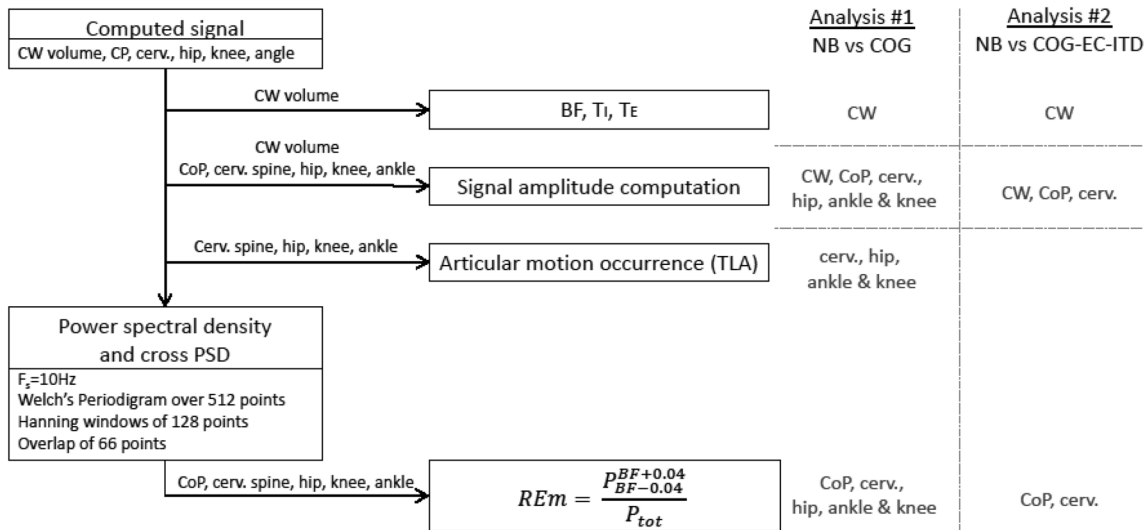 Computed signal
CW volume, CP, cerv., hip, knee, angle
Analysis #1
NB vs COG
Analysis #2
NB vs COG-EC-ITD
CW volume
BF, TI, TE
CW
CW
CW volume
CoP, cerv. spine, hip, knee, ankle
Signal amplitude computation
CW, CoP, cerv.,
hip, ankle & knee
CW, CoP, cerv.
Cerv. spine, hip, knee, ankle
Articular motion occurrence (TLA)
cerv., hip,
ankle & knee
Power spectral density
and cross PSD
Fs=10Hz
Welch's Periodigram over 512 points
Hanning windows of 128 points
Overlap of 66 points
CoP, cerv. spine, hip, knee, ankle
REm = P_{BF−0.04}^{BF+0.04} / P_{tot}
CoP, cerv.,
hip, ankle & knee
CoP, cerv.